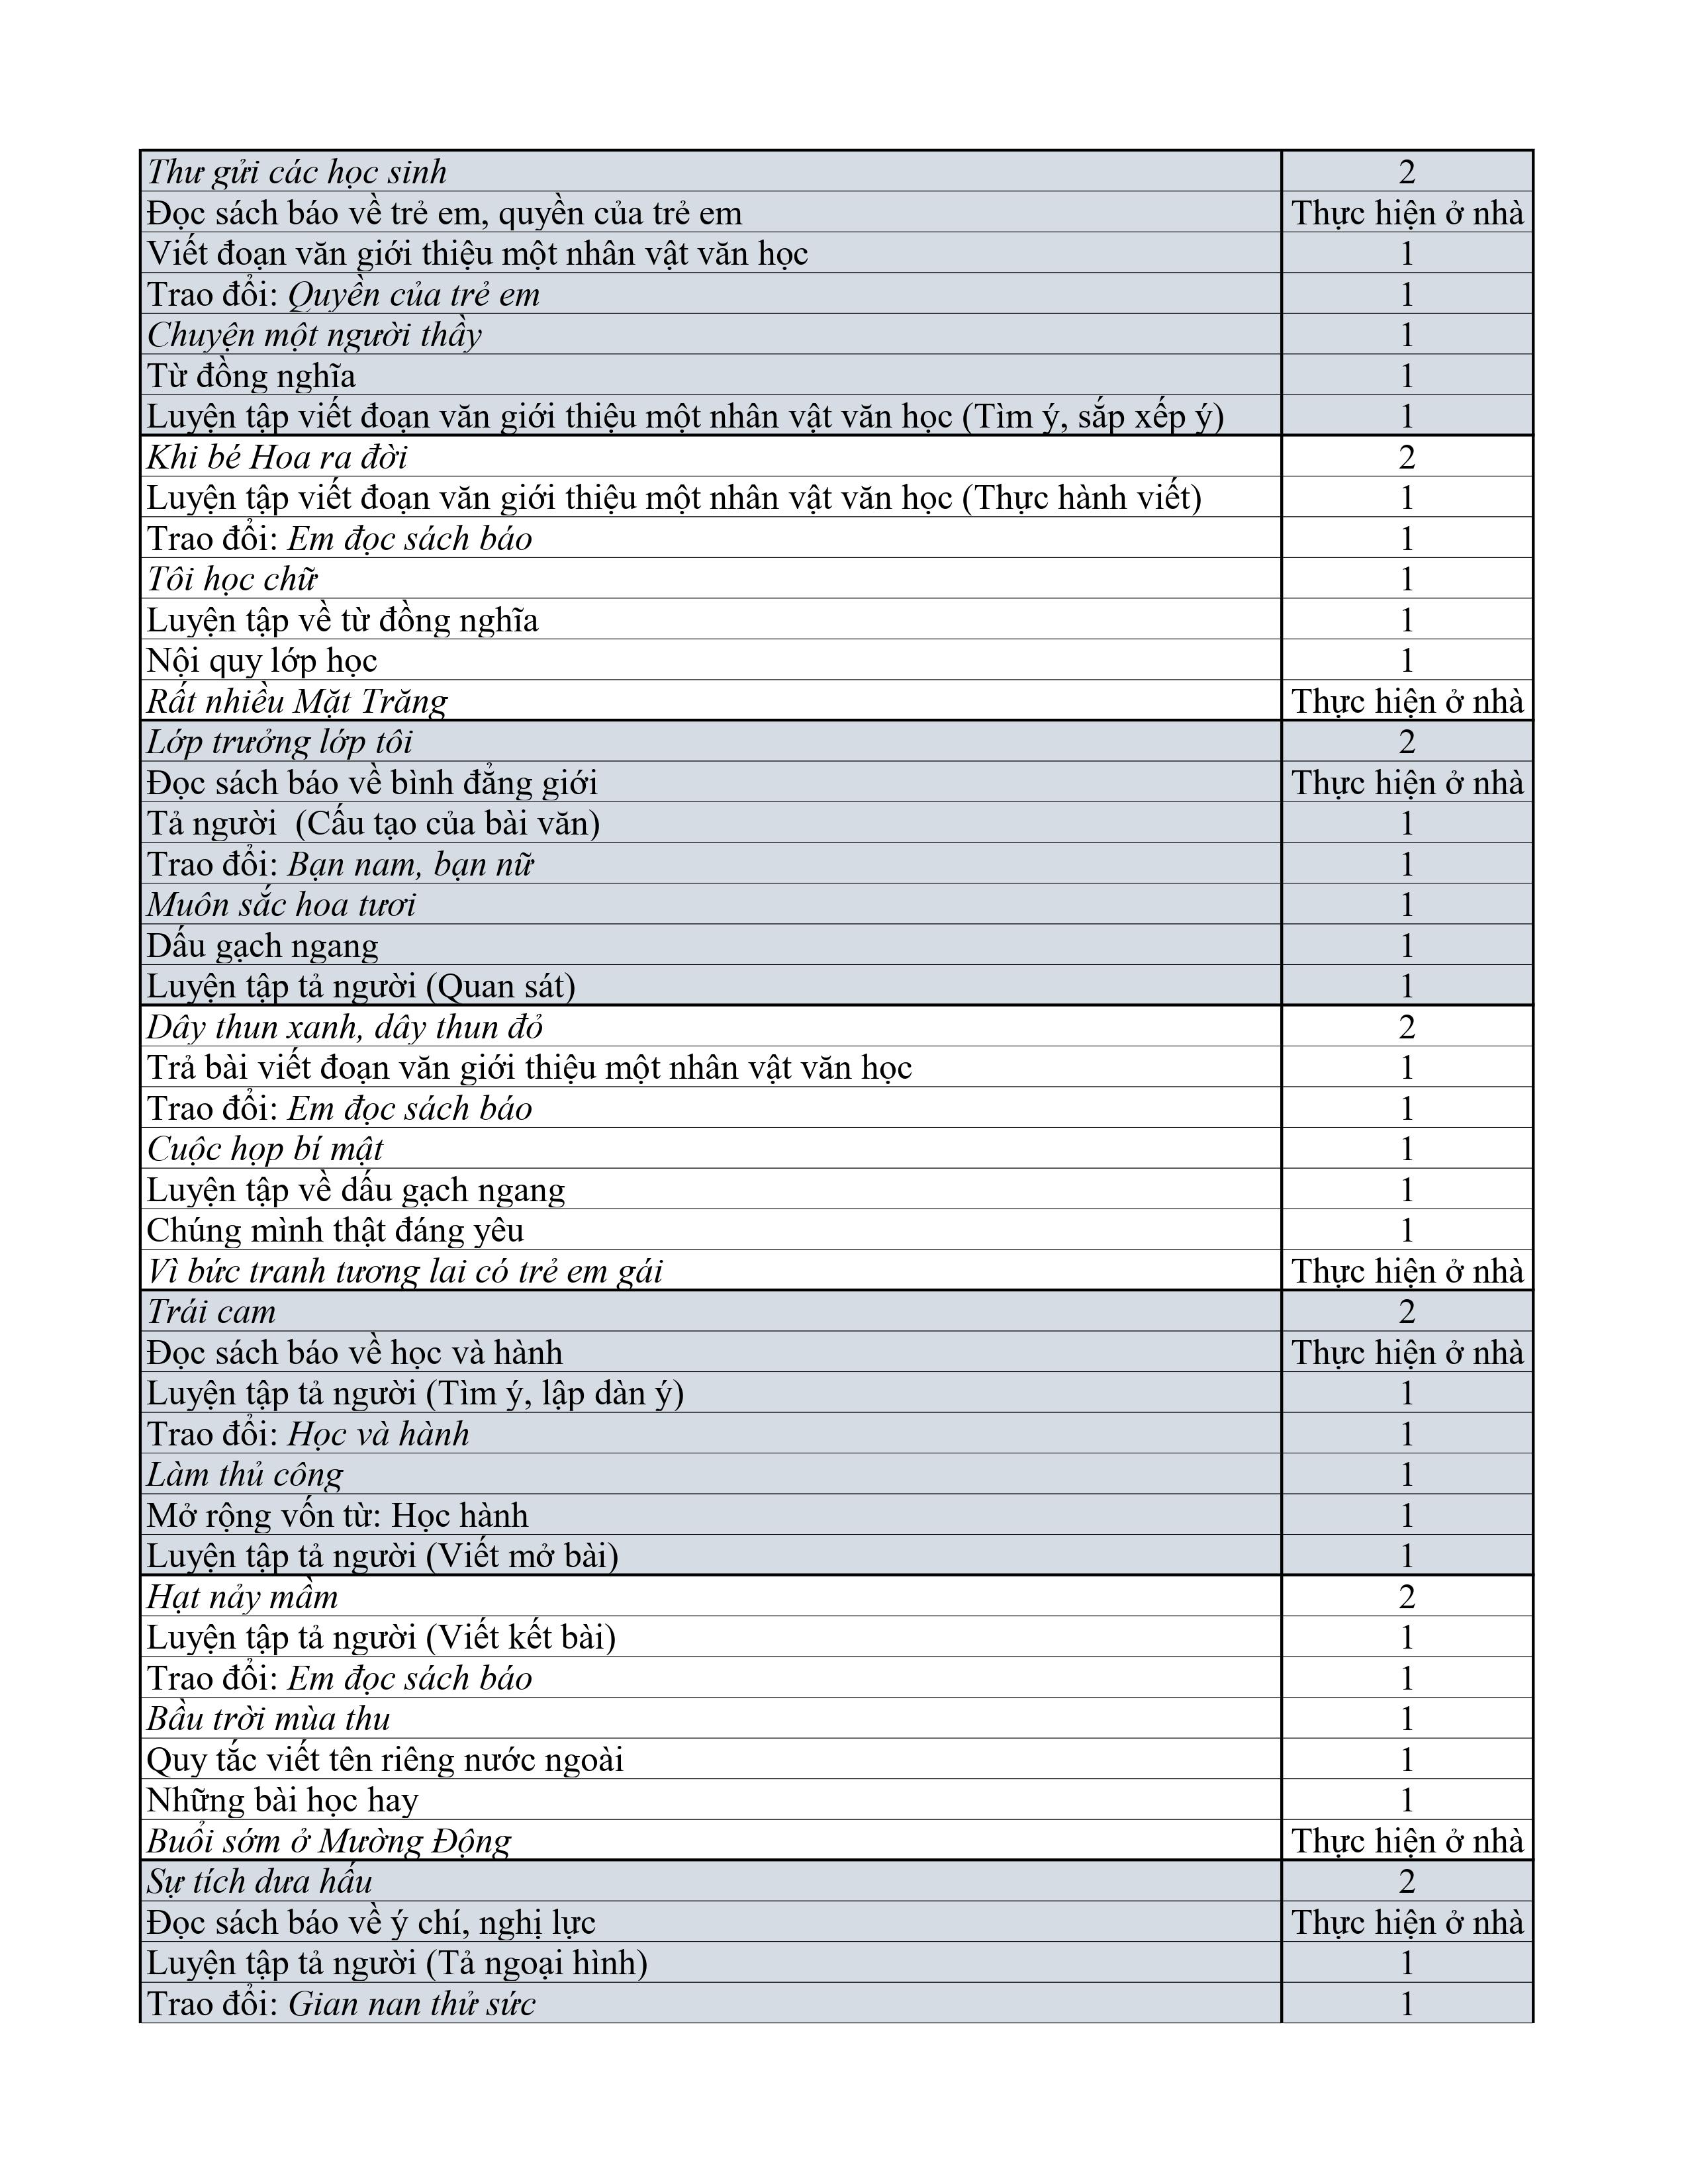 Thư gửi các học sinh 2
Đọc sách báo về trẻ em, quyền của trẻ em Thực hiện ở nhà
Viết đoạn văn giới thiệu một nhân vật văn học 1
Trao đổi: Quyền của trẻ em 1
Chuyện một người thầy 1
Từ đồng nghĩa 1
Luyện tập viết đoạn văn giới thiệu một nhân vật văn học (Tìm ý, sắp xếp ý) 1
Khi bé Hoa ra đời 2
Luyện tập viết đoạn văn giới thiệu một nhân vật văn học (Thực hành viết) 1
Trao đổi: Em đọc sách báo 1
Tôi học chữ 1
Luyện tập về từ đồng nghĩa 1
Nội quy lớp học 1
Rất nhiều Mặt Trăng Thực hiện ở nhà
Lớp trưởng lớp tôi 2
Đọc sách báo về bình đẳng giới Thực hiện ở nhà
Tả người (Cấu tạo của bài văn) 1
Trao đổi: Bạn nam, bạn nữ 1
Muôn sắc hoa tươi 1
Dấu gạch ngang 1
Luyện tập tả người (Quan sát) 1
Dây thun xanh, dây thun đỏ 2
Trả bài viết đoạn văn giới thiệu một nhân vật văn học 1
Trao đổi: Em đọc sách báo 1
Cuộc họp bí mật 1
Luyện tập về dấu gạch ngang 1
Chúng mình thật đáng yêu 1
Vì bức tranh tương lai có trẻ em gái Thực hiện ở nhà
Trái cam 2
Đọc sách báo về học và hành Thực hiện ở nhà
Luyện tập tả người (Tìm ý, lập dàn ý) 1
Trao đổi: Học và hành 1
Làm thủ công 1
Mở rộng vốn từ: Học hành 1
Luyện tập tả người (Viết mở bài) 1
Hạt nảy mầm 2
Luyện tập tả người (Viết kết bài) 1
Trao đổi: Em đọc sách báo 1
Bầu trời mùa thu 1
Quy tắc viết tên riêng nước ngoài 1
Những bài học hay 1
Buổi sớm ở Mường Động Thực hiện ở nhà
Sự tích dưa hấu 2
Đọc sách báo về ý chí, nghị lực Thực hiện ở nhà
Luyện tập tả người (Tả ngoại hình) 1
Trao đổi: Gian nan thử sức 1